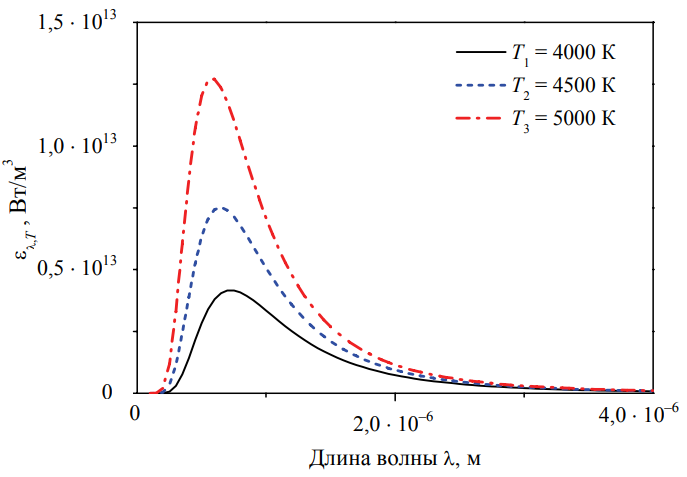 1,5 · 10¹³
1,0 · 10¹³
0,5 · 10¹³
0
ε λ,T , Вт/м³
T₁ = 4000 К
T₂ = 4500 К
T₃ = 5000 К
0
2,0 · 10⁻⁶
4,0 · 10⁻⁶
Длина волны λ, м